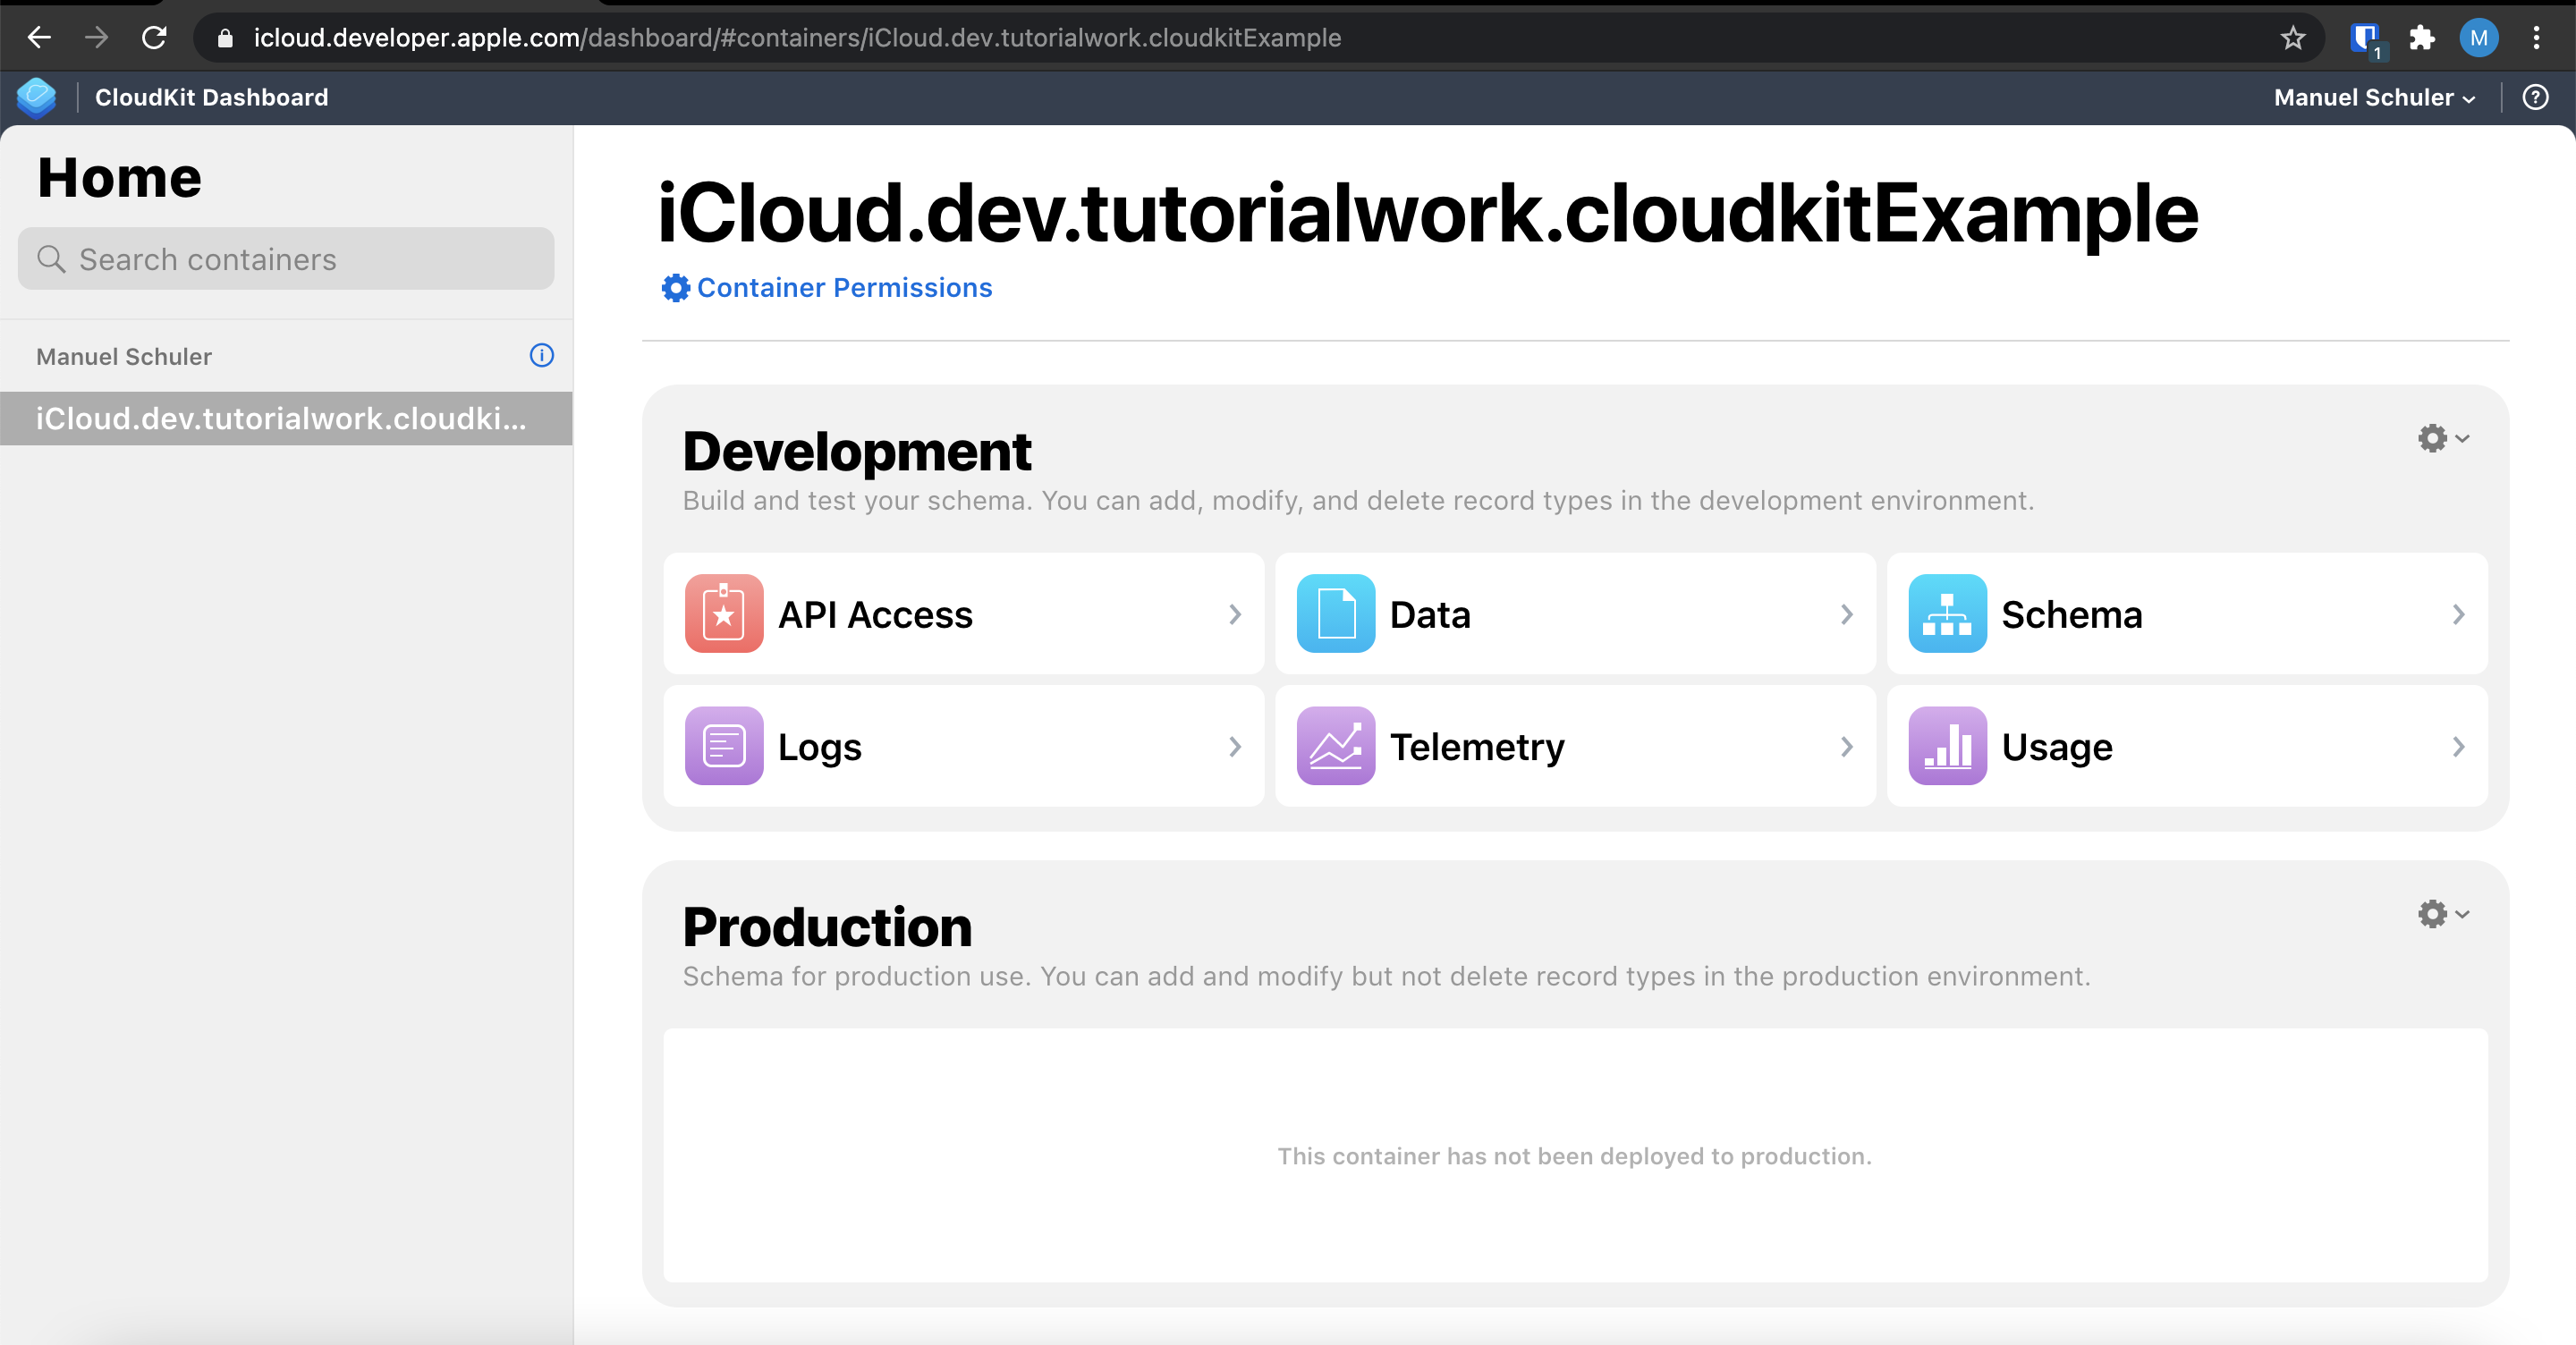 icloud.developer.apple.com/dashboard/#containers/iCloud.dev.tutorialwork.cloudkitExample
1
M
CloudKit Dashboard
Manuel Schuler
?
Home
Search containers
Manuel Schuler
i
iCloud.dev.tutorialwork.cloudki...
iCloud.dev.tutorialwork.cloudkitExample
Container Permissions
Development
Build and test your schema. You can add, modify, and delete record types in the development environment.
API Access
Data
Schema
Logs
Telemetry
Usage
Production
Schema for production use. You can add and modify but not delete record types in the production environment.
This container has not been deployed to production.